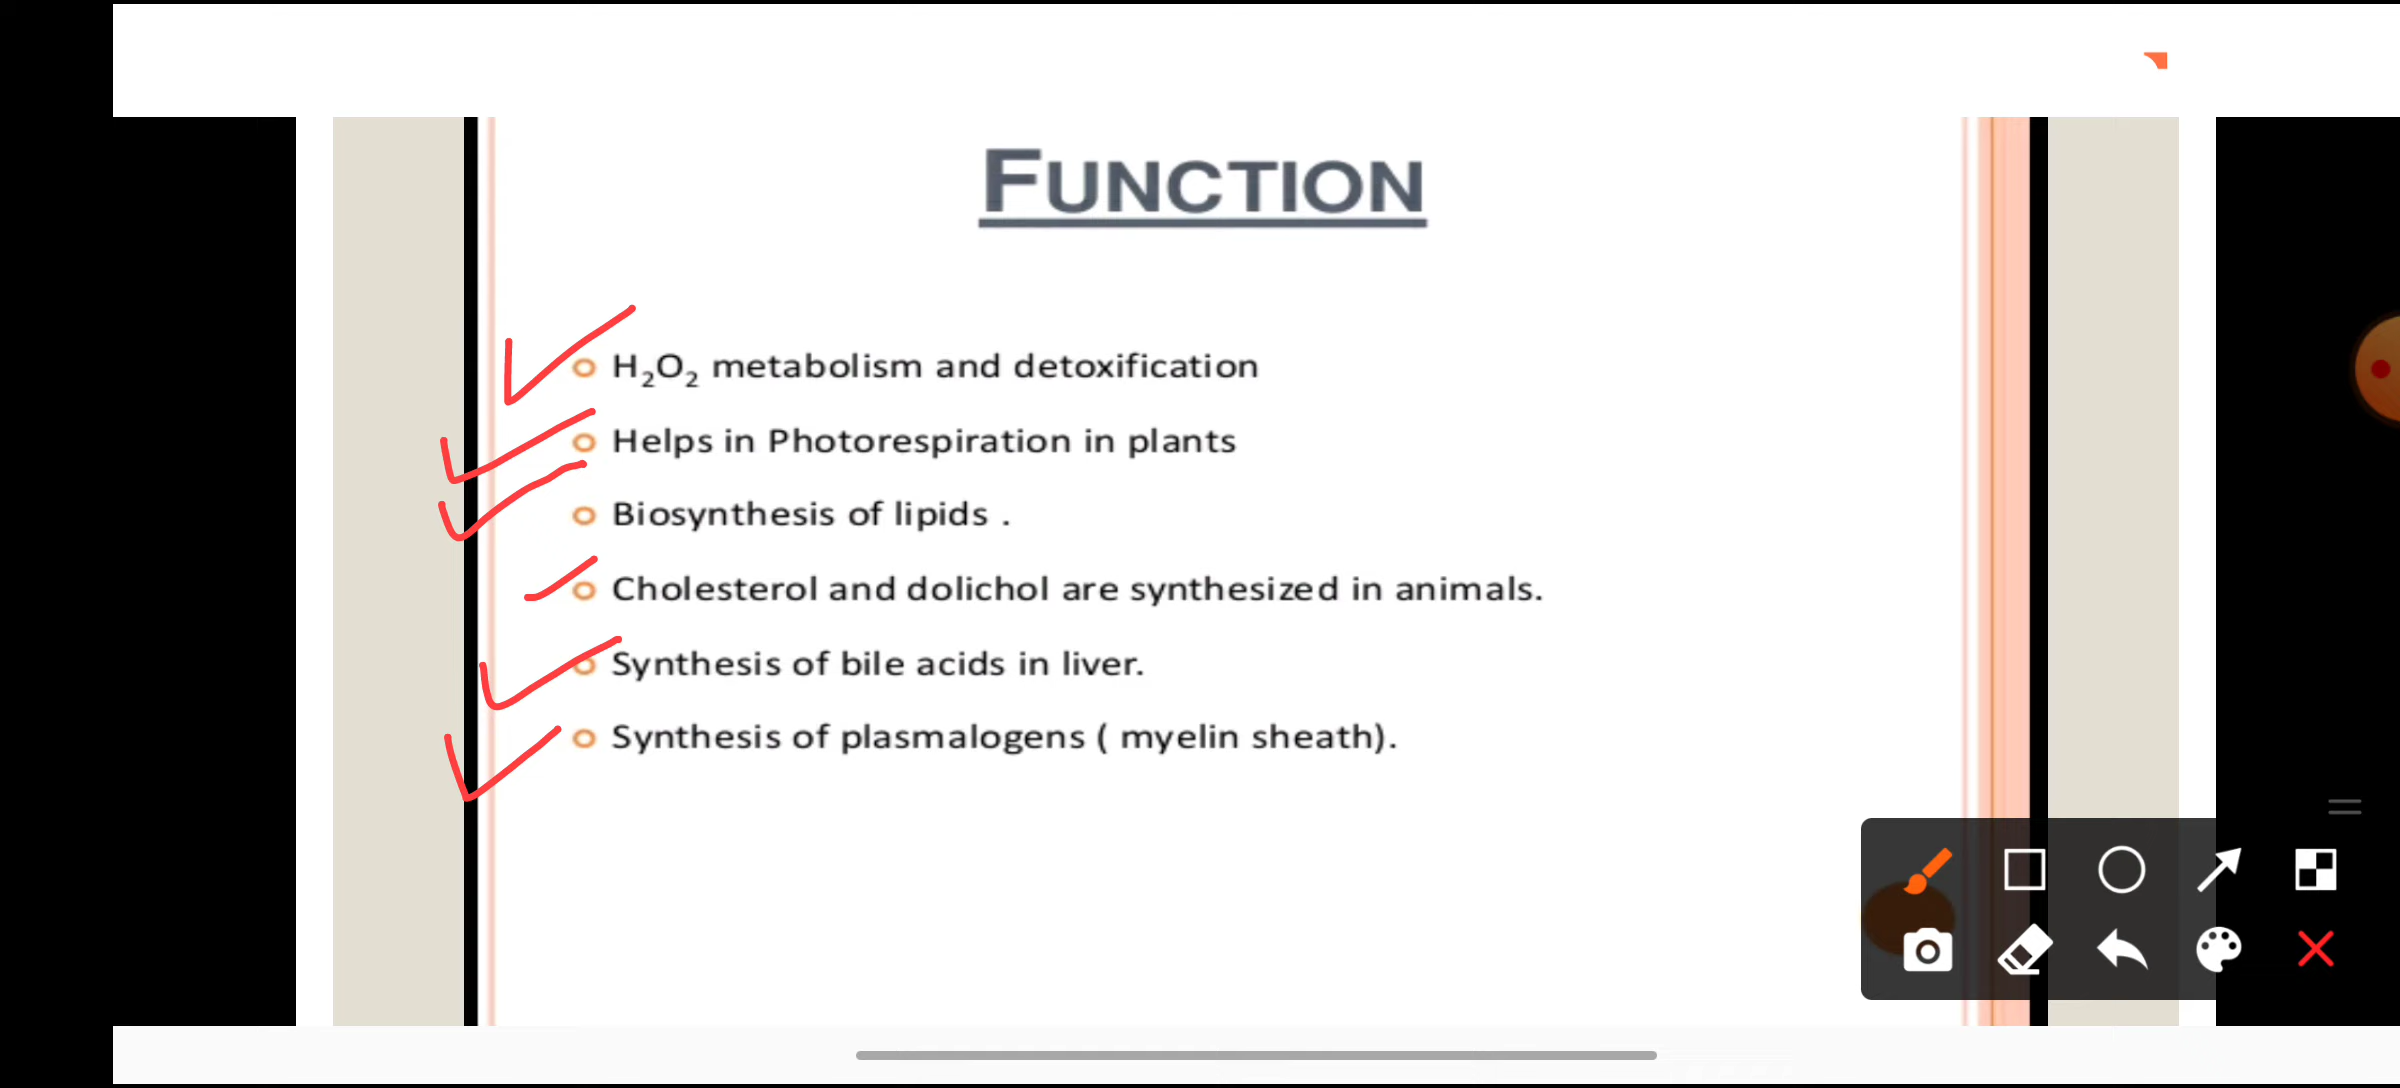 FUNCTION
H₂O₂ metabolism and detoxification
Helps in Photorespiration in plants
Biosynthesis of lipids .
Cholesterol and dolichol are synthesized in animals.
Synthesis of bile acids in liver.
Synthesis of plasmalogens ( myelin sheath).